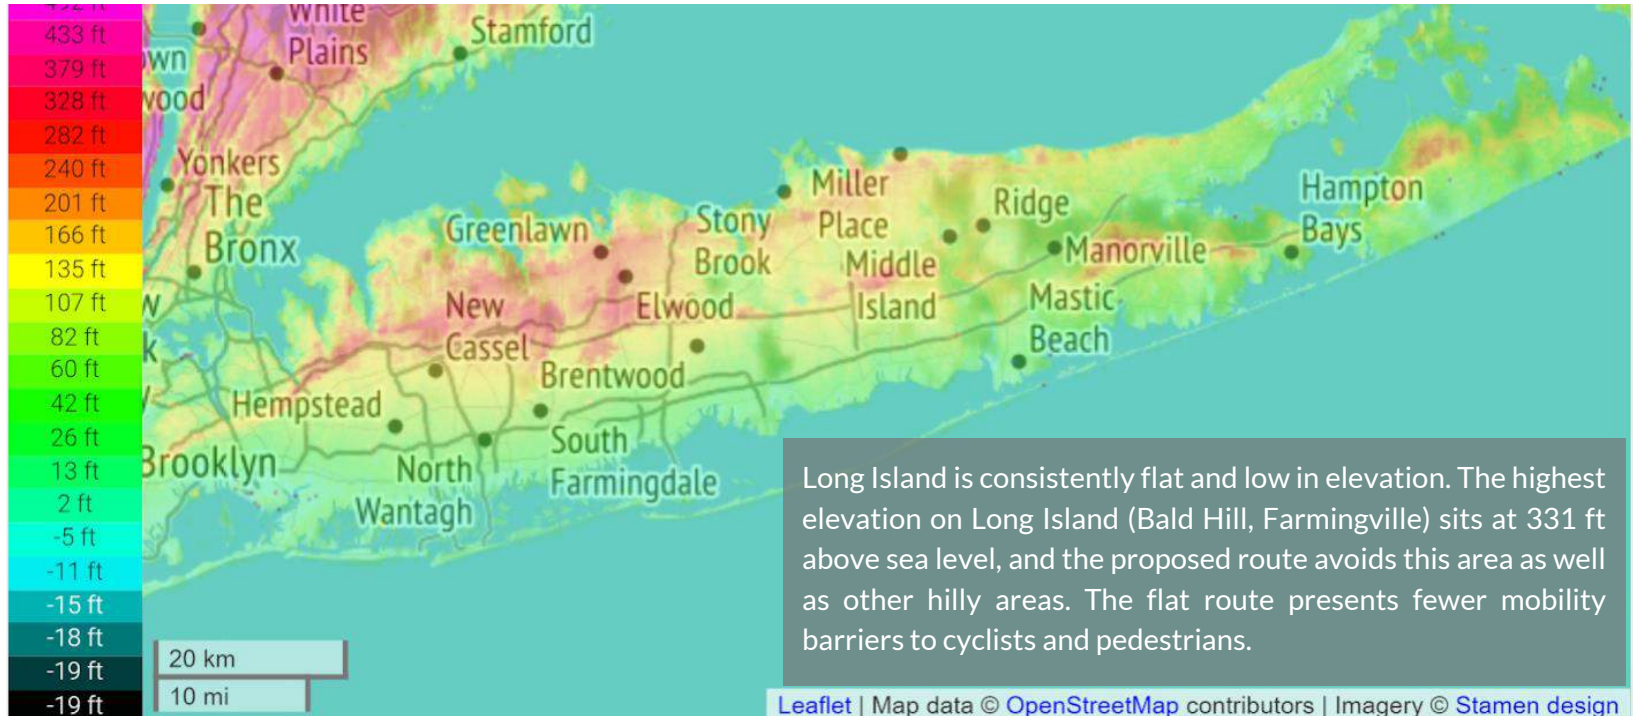 492 ft
433 ft
379 ft
328 ft
282 ft
240 ft
201 ft
166 ft
135 ft
107 ft
82 ft
60 ft
42 ft
26 ft
13 ft
2 ft
-5 ft
-11 ft
-15 ft
-18 ft
-19 ft
-19 ft
White
Plains
Stamford
own
wood
Yonkers
The
Bronx
w
k
Greenlawn
Stony
Brook
Miller
Place
Ridge
Hampton
Bays
Manorville
Middle
Island
New
Cassel
Elwood
Mastic
Beach
Brentwood
Hempstead
Brooklyn
North
Wantagh
South
Farmingdale
Long Island is consistently flat and low in elevation. The highest
elevation on Long Island (Bald Hill, Farmingville) sits at 331 ft
above sea level, and the proposed route avoids this area as well
as other hilly areas. The flat route presents fewer mobility
barriers to cyclists and pedestrians.
20 km
10 mi
Leaflet | Map data © OpenStreetMap contributors | Imagery © Stamen design